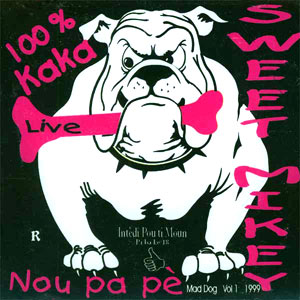 100%
Kaka
Live
SWEET MIKEY
R
Intèdi Pou ti Moun
Nou pa pè
Mad Dog Vol 1 1999